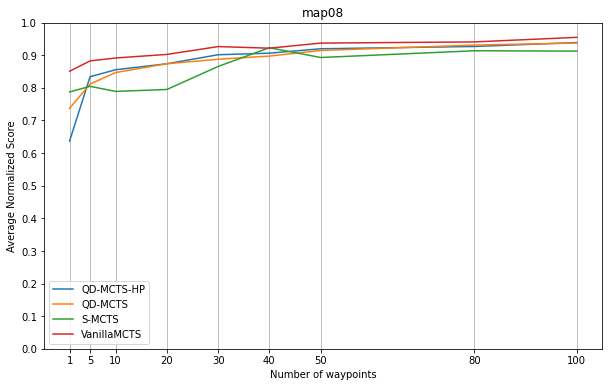 map08
Average Normalized Score
1.0
0.9
0.8
0.7
0.6
0.5
0.4
0.3
0.2
0.1
0.0
QD-MCTS-HP
QD-MCTS
S-MCTS
VanillaMCTS
1 5 10 20 30 40 50 80 100
Number of waypoints